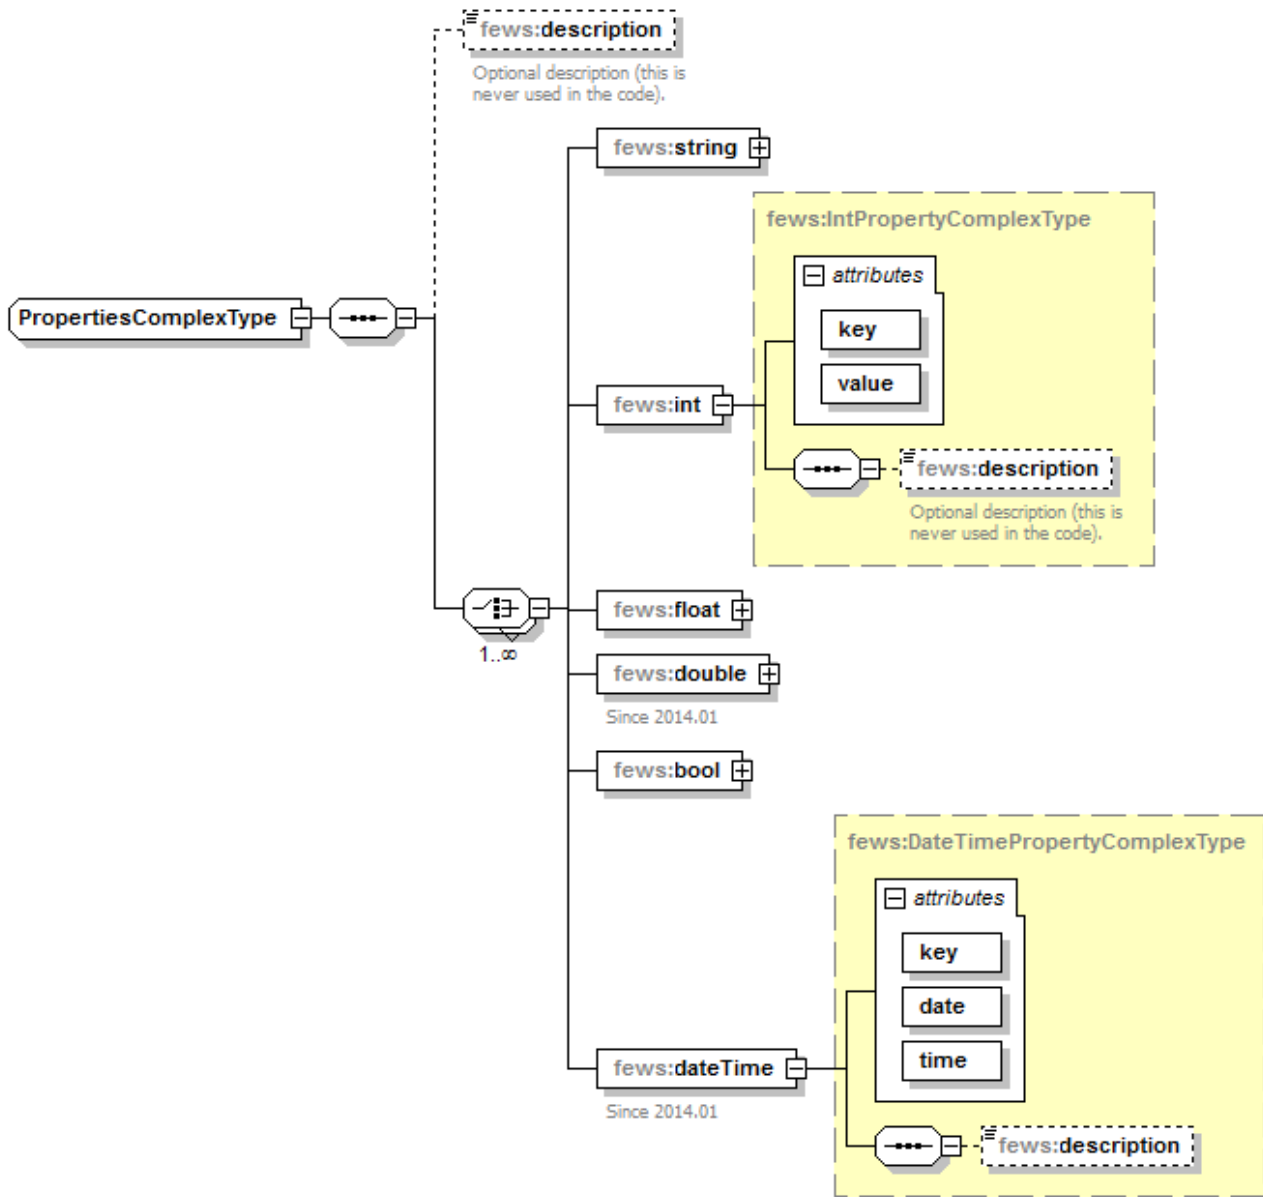 fews:description
Optional description (this is
never used in the code).
fews:string
fews:IntPropertyComplexType
attributes
key
value
PropertiesComplexType
fews:int
fews:description
Optional description (this is
never used in the code).
fews:float
1..∞
fews:double
Since 2014.01
fews:bool
fews:DateTimePropertyComplexType
attributes
key
date
time
fews:dateTime
Since 2014.01
fews:description